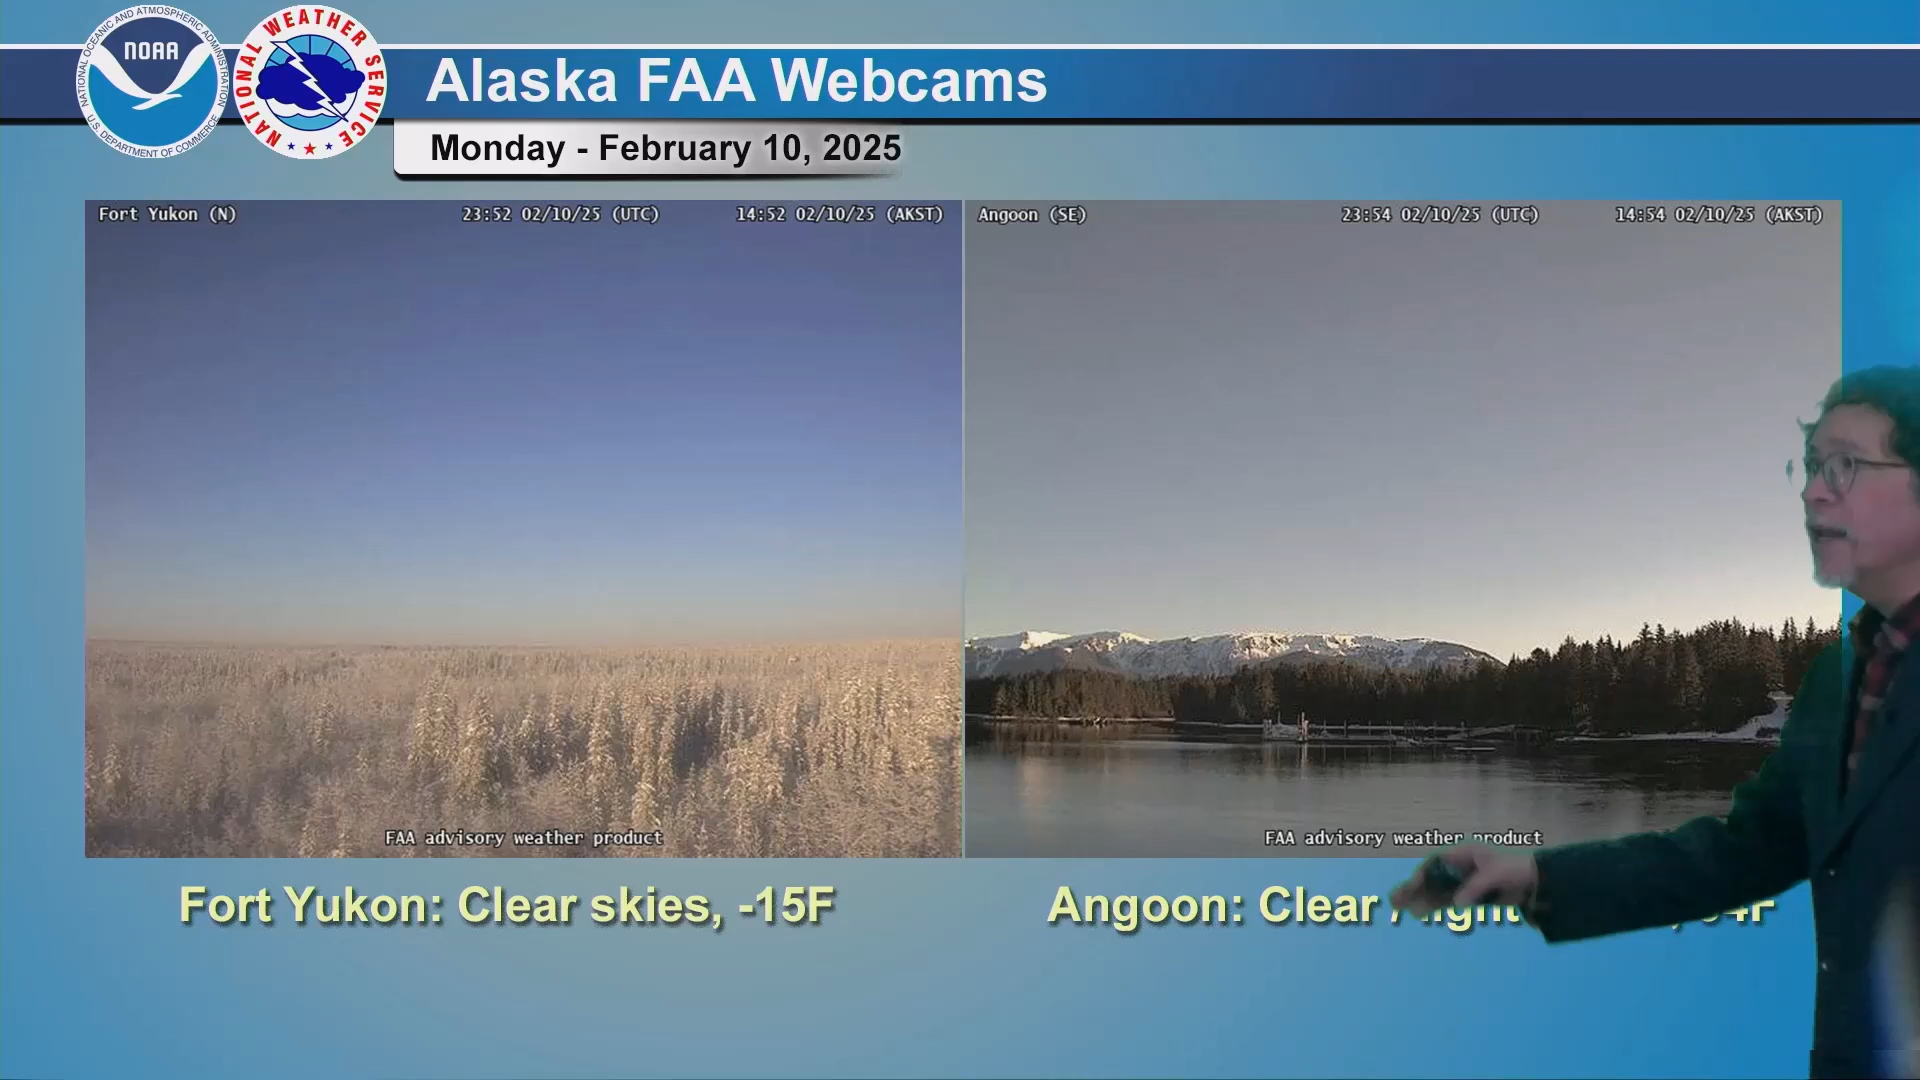 NATIONAL OCEANIC AND ATMOSPHERIC ADMINISTRATION
U.S. DEPARTMENT OF COMMERCE
NOAA
NATIONAL WEATHER SERVICE
Alaska FAA Webcams
Monday - February 10, 2025
Fort Yukon (N) 23:52 02/10/25 (UTC) 14:52 02/10/25 (AKST)
Angoon (SE) 23:54 02/10/25 (UTC) 14:54 02/10/25 (AKST)
FAA advisory weather product
FAA advisory weather product
Fort Yukon: Clear skies, -15F
Angoon: Clear /